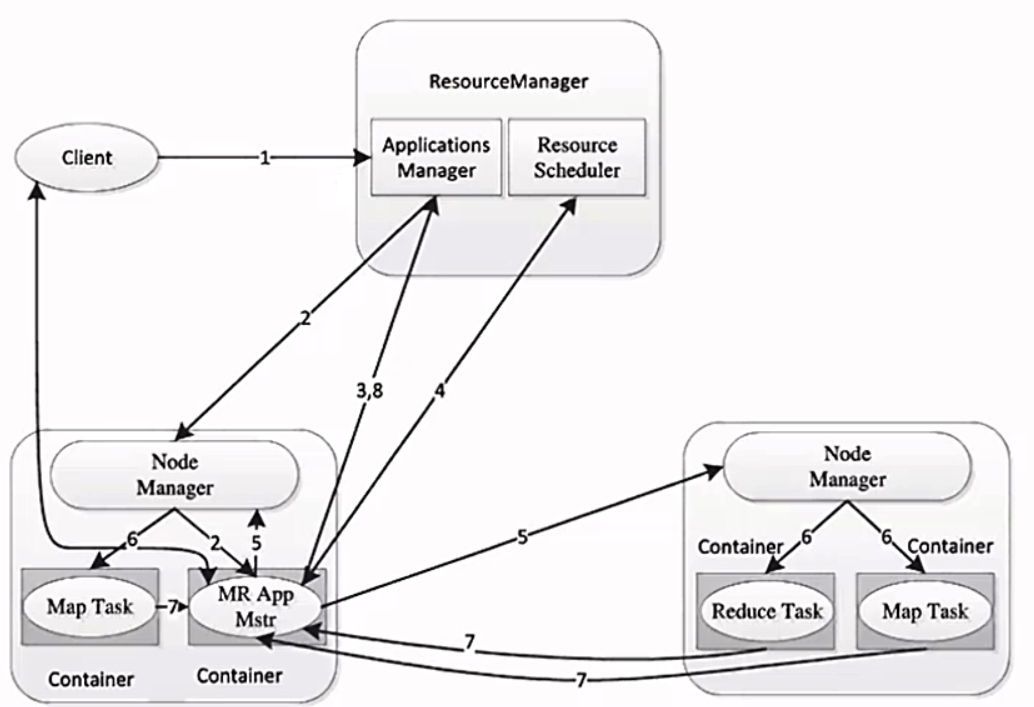 ResourceManager
Applications
Manager
Resource
Scheduler
Client
1
2
3,8
4
Node
Manager
6
2
5
Map Task
7
MR App
Mstr
Container
Container
5
Node
Manager
Container
6
6
Container
Reduce Task
Map Task
7
7